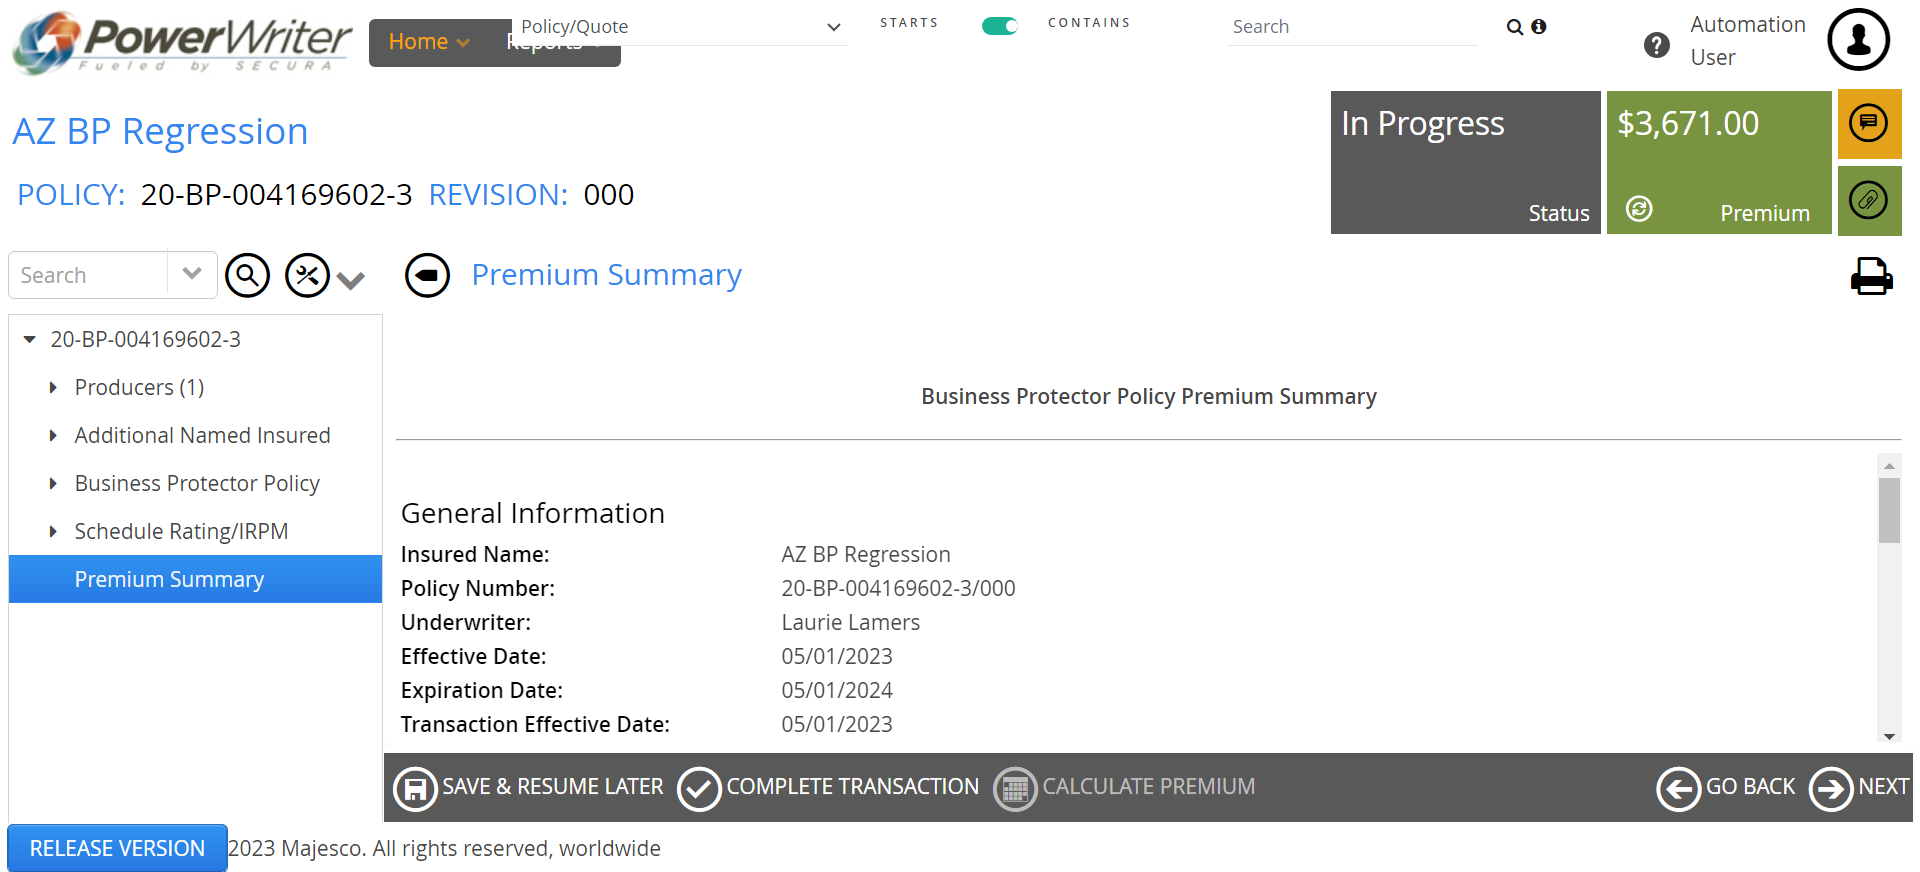 PowerWriter
Fueled by SECURA
Home
Reports
Policy/Quote
STARTS
CONTAINS
Search
Automation
User
AZ BP Regression
POLICY: 20-BP-004169602-3 REVISION: 000
In Progress
Status
$3,671.00
Premium
Search
Premium Summary
20-BP-004169602-3
Producers (1)
Additional Named Insured
Business Protector Policy
Schedule Rating/IRPM
Premium Summary
Business Protector Policy Premium Summary
General Information
Insured Name: AZ BP Regression
Policy Number: 20-BP-004169602-3/000
Underwriter: Laurie Lamers
Effective Date: 05/01/2023
Expiration Date: 05/01/2024
Transaction Effective Date: 05/01/2023
SAVE & RESUME LATER
COMPLETE TRANSACTION
CALCULATE PREMIUM
GO BACK
NEXT
RELEASE VERSION
2023 Majesco. All rights reserved, worldwide